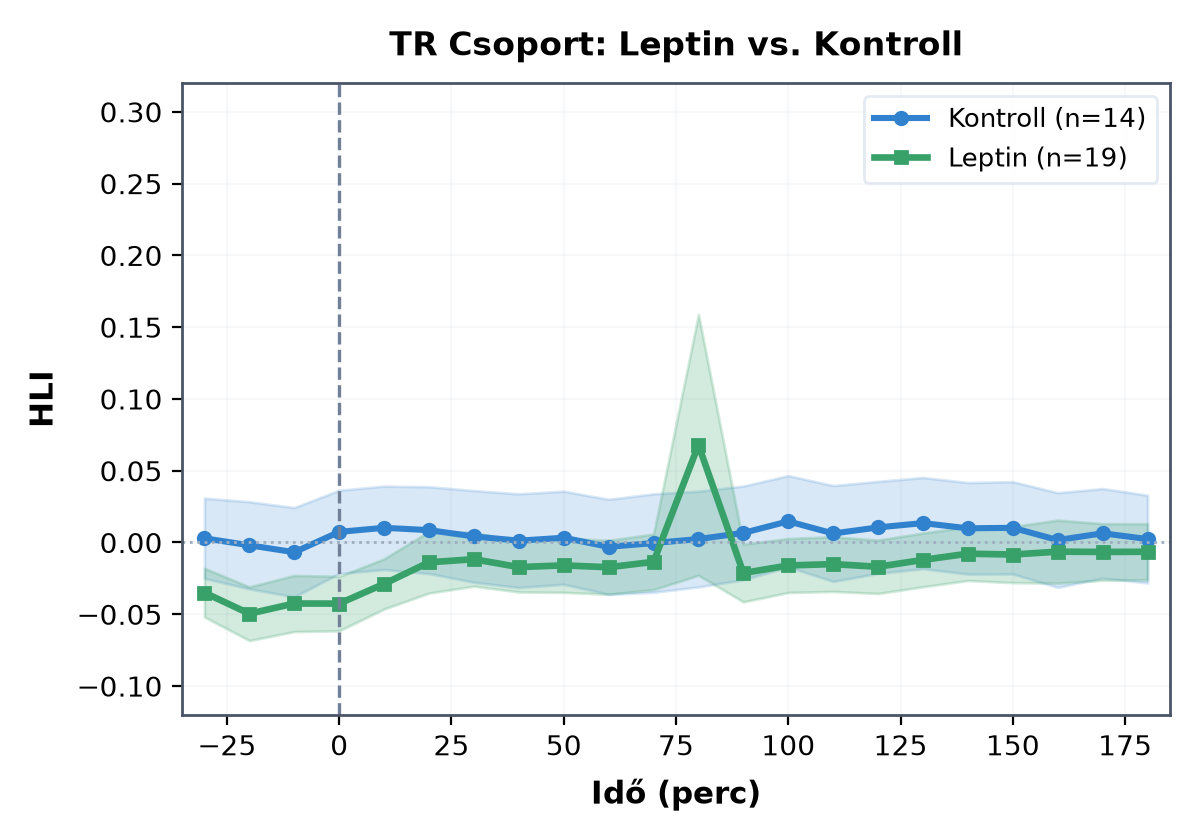 TR Csoport: Leptin vs. Kontroll
Kontroll (n=14)
Leptin (n=19)
0.30
0.25
0.20
0.15
0.10
0.05
0.00
−0.05
−0.10
HLI
−25 0 25 50 75 100 125 150 175
Idő (perc)